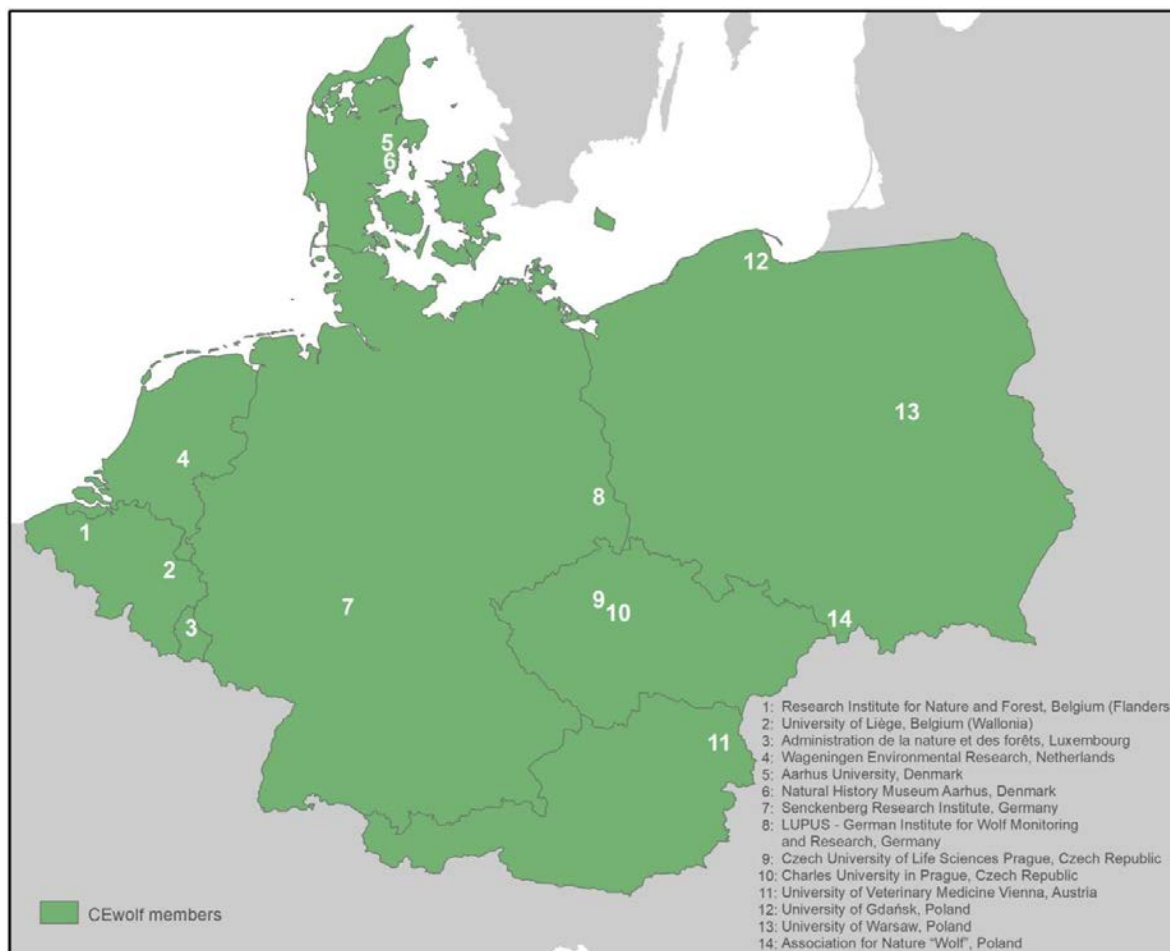 5
6
12
13
4
8
1
2
9
10
7
3
14
11
1: Research Institute for Nature and Forest, Belgium (Flanders
2: University of Liège, Belgium (Wallonia)
3: Administration de la nature et des forêts, Luxembourg
4: Wageningen Environmental Research, Netherlands
5: Aarhus University, Denmark
6: Natural History Museum Aarhus, Denmark
7: Senckenberg Research Institute, Germany
8: LUPUS - German Institute for Wolf Monitoring
and Research, Germany
9: Czech University of Life Sciences Prague, Czech Republic
10: Charles University in Prague, Czech Republic
11: University of Veterinary Medicine Vienna, Austria
12: University of Gdańsk, Poland
13: University of Warsaw, Poland
14: Association for Nature "Wolf", Poland
CEwolf members